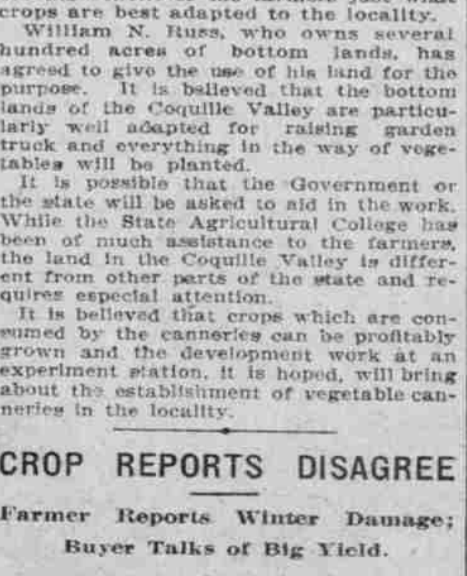 crops are best adapted to the locality.
William N. Russ, who owns several
hundred acres of bottom lands, has
agreed to give the use of his land for the
purpose. It is believed that the bottom
lands of the Coquille Valley are particu-
larly well adapted for raising garden
truck and everything in the way of vege-
tables will be planted.
It is possible that the Government or
the state will be asked to aid in the work.
While the State Agricultural College has
been of much assistance to the farmers,
the land in the Coquille Valley is differ-
ent from other parts of the state and re-
quires especial attention.
It is believed that crops which are con-
sumed by the canneries can be profitably
grown and the development work at an
experiment station, it is hoped, will bring
about the establishment of vegetable can-
neries in the locality.
CROP REPORTS DISAGREE
Farmer Reports Winter Damage;
Buyer Talks of Big Yield.